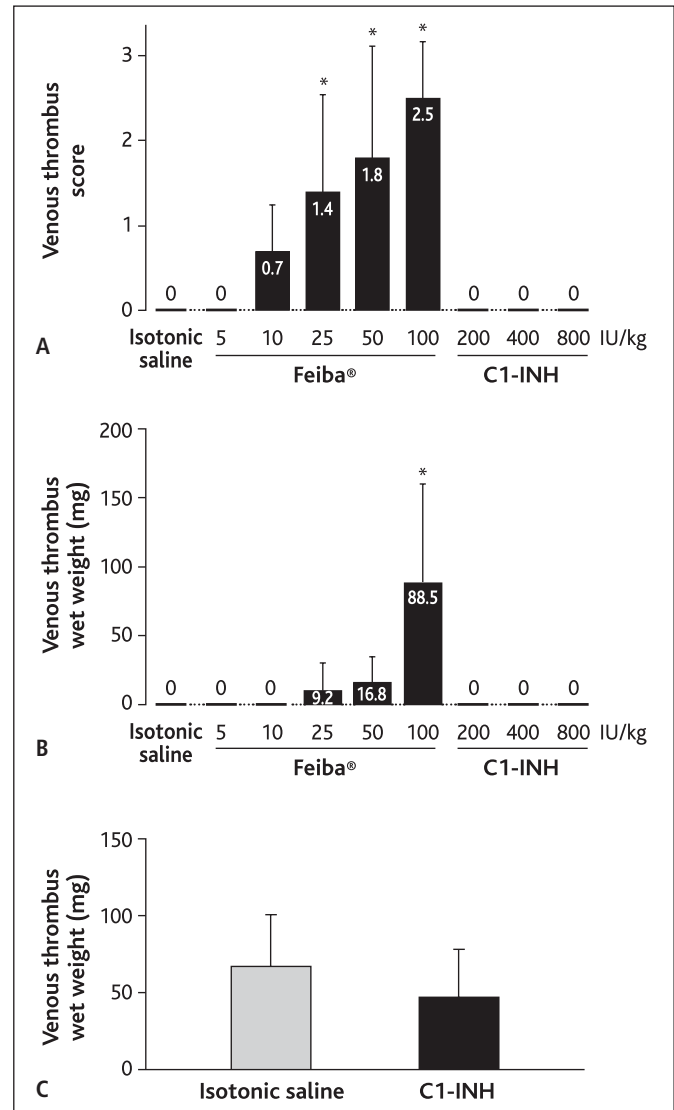 Venous thrombus
score
3
2
1
0
0
0
0.7
*
1.4
*
1.8
*
2.5
0
0
0
Isotonic
saline
5
10
25
50
100
200
400
800
IU/kg
Feiba®
C1-INH
A
Venous thrombus
wet weight (mg)
200
150
100
50
0
0
0
0
9.2
16.8
*
88.5
0
0
0
Isotonic
saline
5
10
25
50
100
200
400
800
IU/kg
Feiba®
C1-INH
B
Venous thrombus
wet weight (mg)
150
100
50
0
Isotonic saline
C1-INH
C